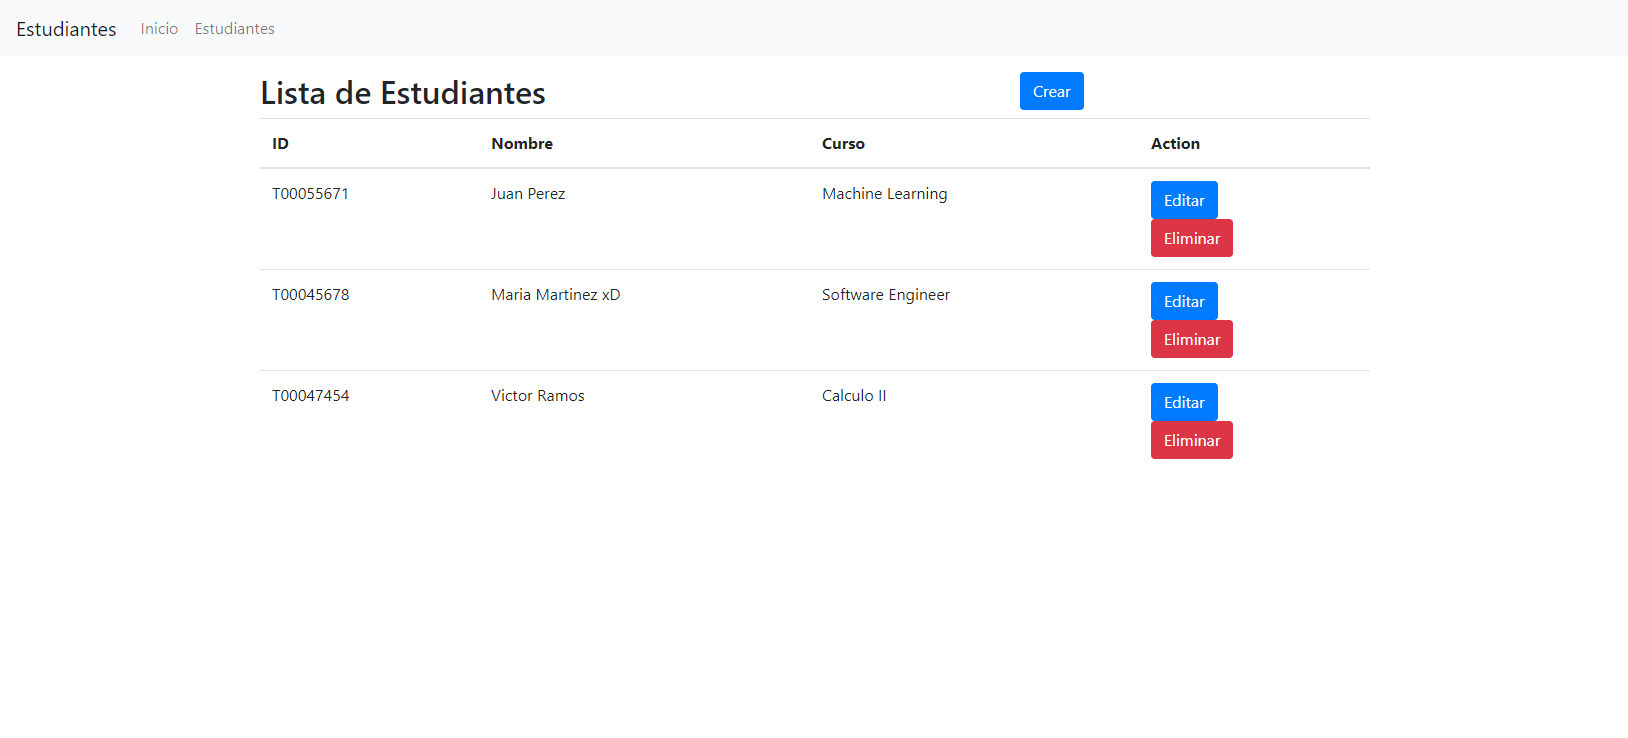 Estudiantes Inicio Estudiantes
Lista de Estudiantes Crear
ID Nombre Curso Action
T00055671 Juan Perez Machine Learning Editar
Eliminar
T00045678 Maria Martinez xD Software Engineer Editar
Eliminar
T00047454 Victor Ramos Calculo II Editar
Eliminar